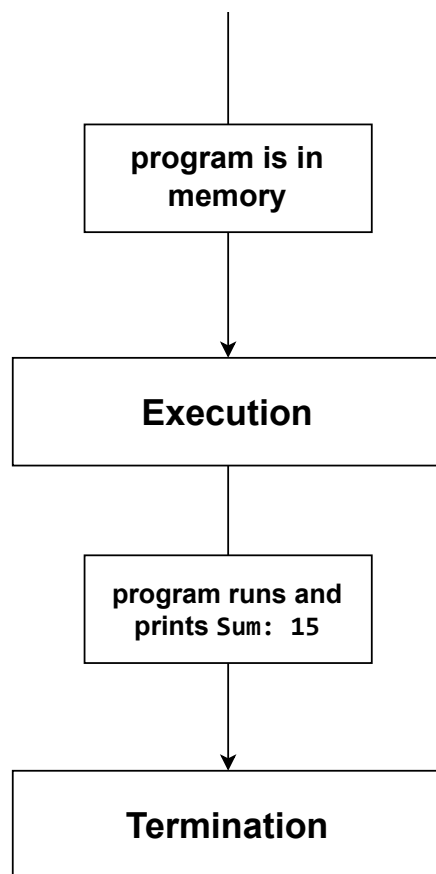 program is in
memory
Execution
program runs and
prints Sum: 15
Termination